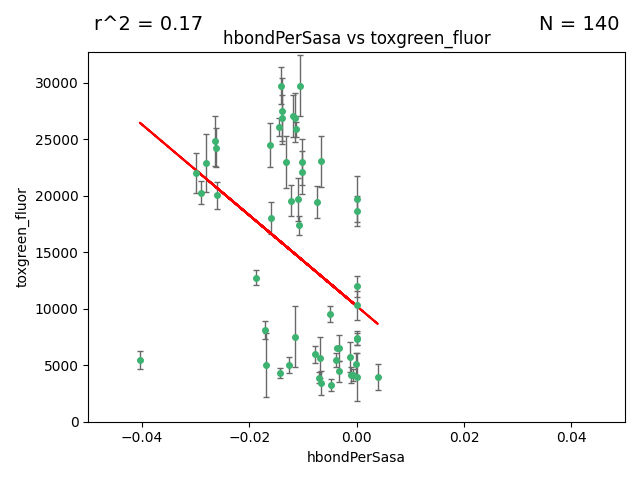 r^2 = 0.17
N = 140
hbondPerSasa vs toxgreen_fluor
toxgreen_fluor
30000
25000
20000
15000
10000
5000
0
−0.04
−0.02
0.00
0.02
0.04
hbondPerSasa